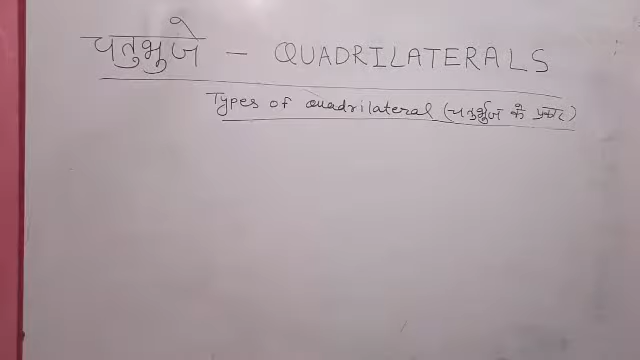 चतुर्भुजे – QUADRILATERALS
Types of quadrilateral (चतुर्भुज के प्रकार)